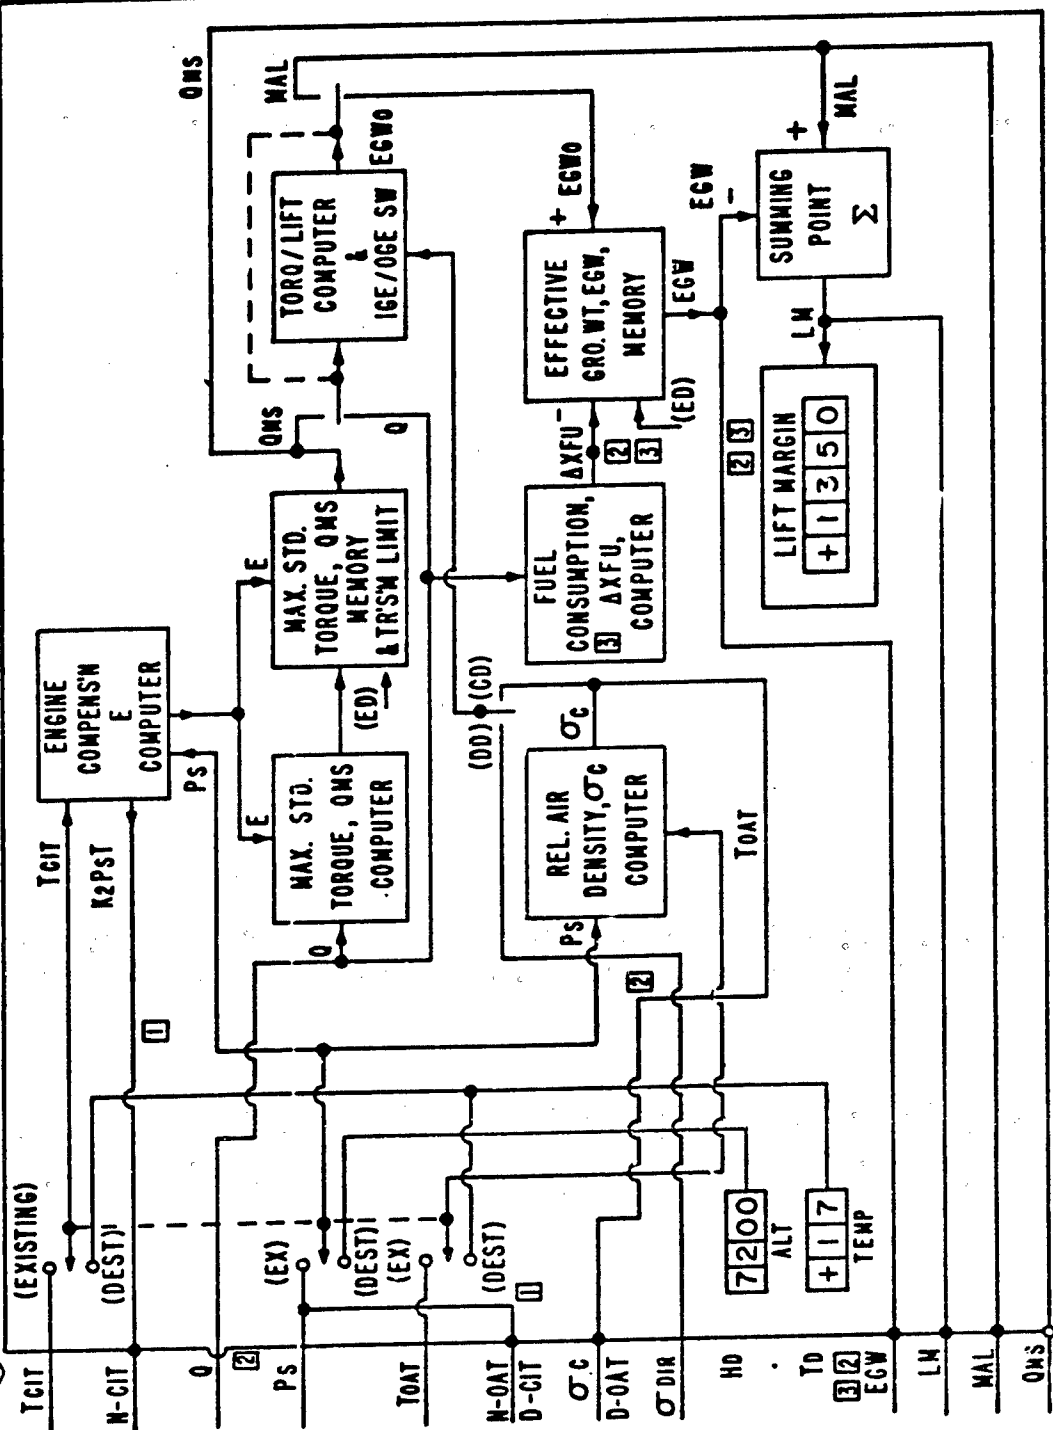 TCIT
N-CIT
Q
[2]
PS
TOAT
N-OAT
D-CIT
σC
D-OAT
σDIR
HD
TD
[3][2]
EGW
LM
MAL
QMS
(EXISTING)
(DEST)
(EX)
(DEST)
(EX)
(DEST)
[1]
7200
ALT
+17
TEMP
TCIT
K2PST
[1]
PS
ENGINE
COMPENS'N
E
COMPUTER
Q
E
MAX. STD.
TORQUE, QMS
COMPUTER
(ED)
E
MAX. STD.
TORQUE, QMS
MEMORY
& TR'S'M LIMIT
QMS
Q
QMS
TORQ/LIFT
COMPUTER
&
IGE/OGE SW
EGWO
MAL
PS
[2]
REL. AIR
DENSITY, σC
COMPUTER
σC
(DD)
(CD)
TOAT
FUEL
CONSUMPTION,
[3] ΔXFU
COMPUTER
ΔXFU
-
[2]
[3]
(ED)
EFFECTIVE
GRO.WT, EGW,
MEMORY
+
EGWO
EGW
[2][3]
EGW
-
+
MAL
SUMMING
POINT
Σ
LM
LIFT MARGIN
+1350